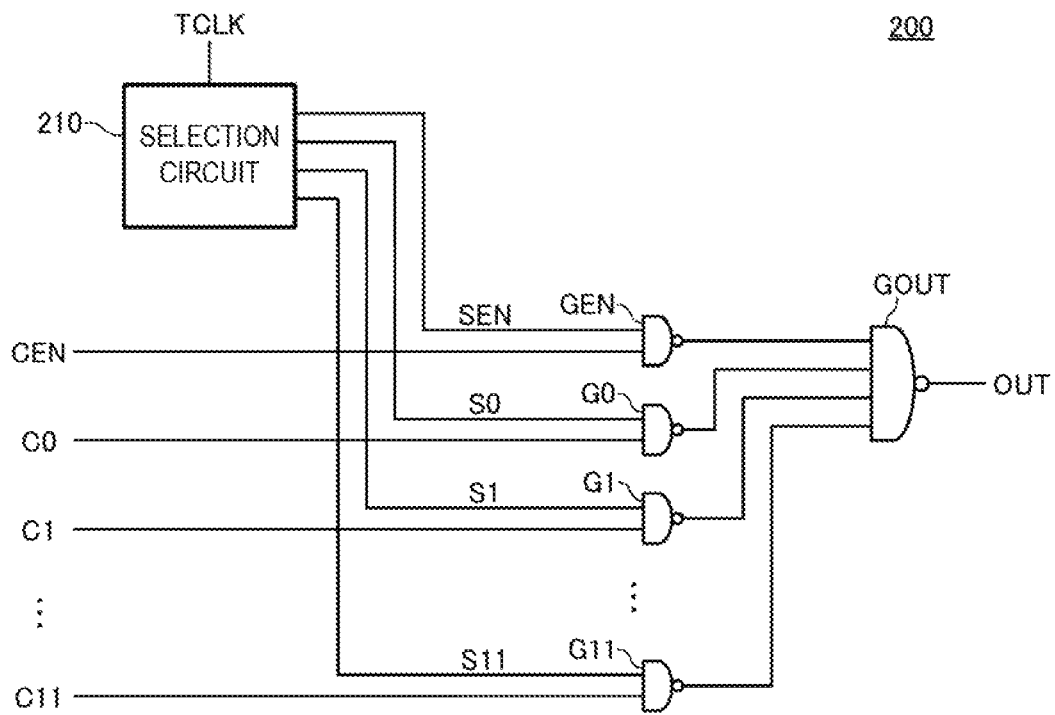 TCLK
200
210
SELECTION
CIRCUIT
SEN
GEN
GOUT
CEN
S0
G0
OUT
C0
S1
G1
C1
S11
G11
C11